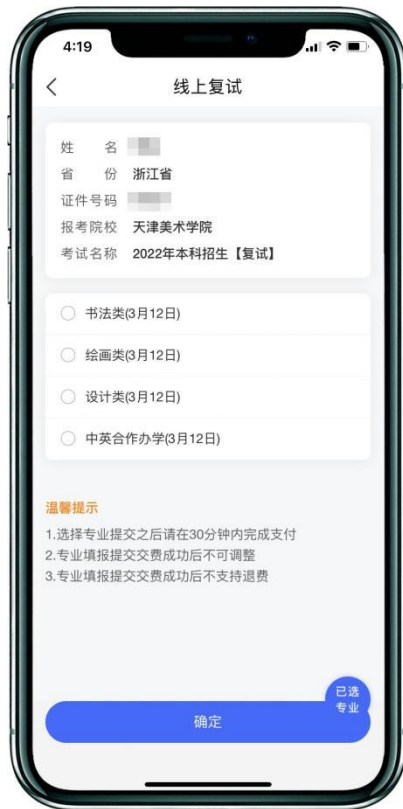 4:19
线上复试
姓 名
省 份 浙江省
证件号码
报考院校 天津美术学院
考试名称 2022年本科招生【复试】
书法类(3月12日)
绘画类(3月12日)
设计类(3月12日)
中英合作办学(3月12日)
温馨提示
1.选择专业提交之后请在30分钟内完成支付
2.专业填报提交交费成功后不可调整
3.专业填报提交交费成功后不支持退费
已选
专业
确定